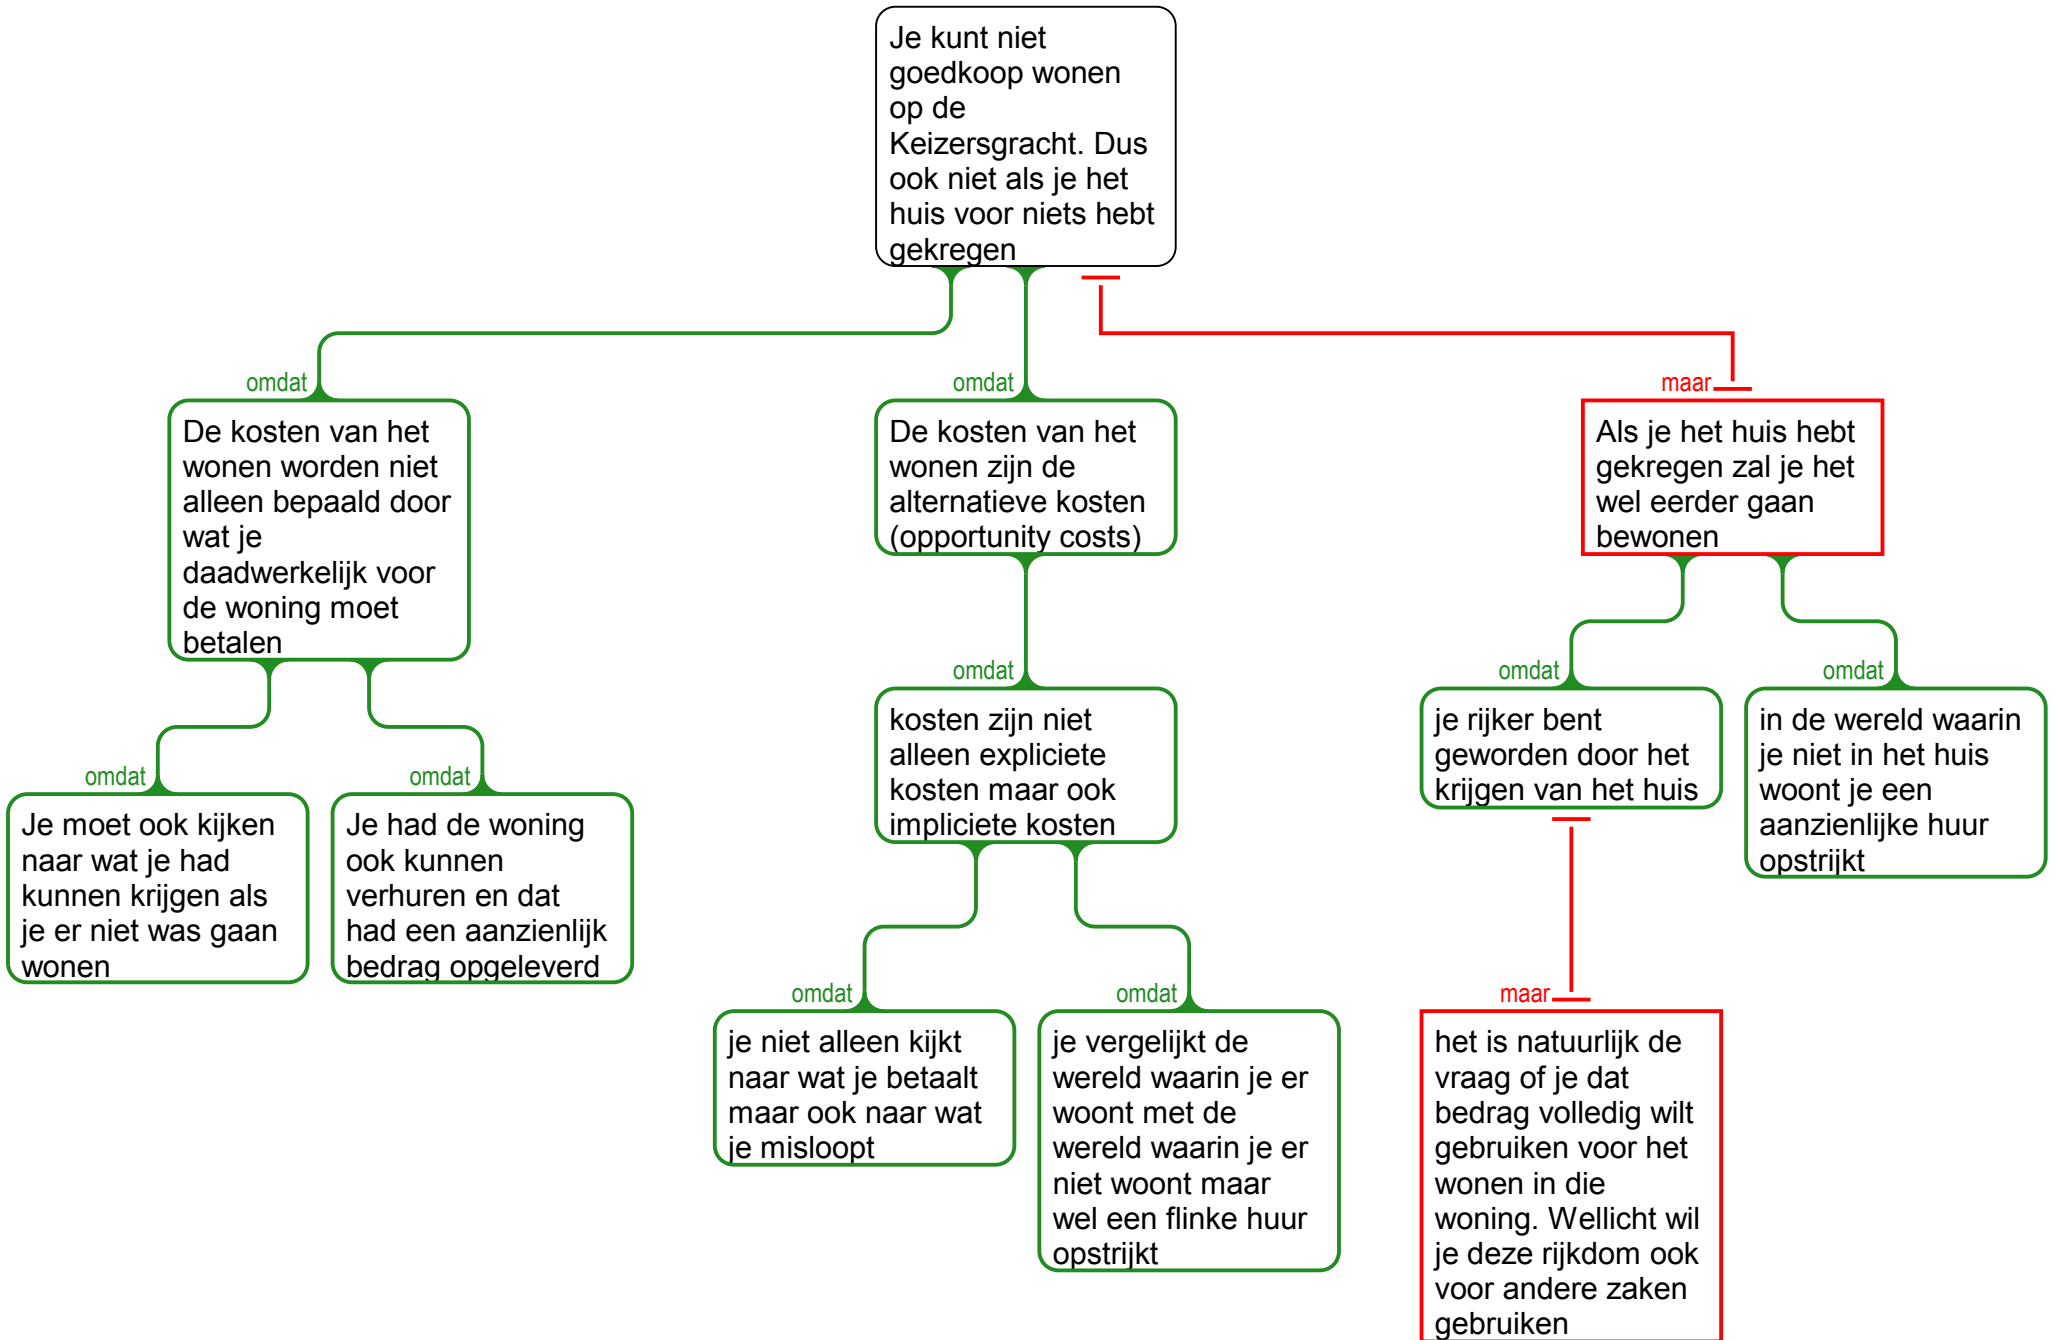 Je kunt niet
goedkoop wonen
op de
Keizersgracht. Dus
ook niet als je het
huis voor niets hebt
gekregen
omdat
De kosten van het
wonen worden niet
alleen bepaald door
wat je
daadwerkelijk voor
de woning moet
betalen
omdat
Je moet ook kijken
naar wat je had
kunnen krijgen als
je er niet was gaan
wonen
omdat
Je had de woning
ook kunnen
verhuren en dat
had een aanzienlijk
bedrag opgeleverd
omdat
De kosten van het
wonen zijn de
alternatieve kosten
(opportunity costs)
omdat
kosten zijn niet
alleen expliciete
kosten maar ook
impliciete kosten
omdat
je niet alleen kijkt
naar wat je betaalt
maar ook naar wat
je misloopt
omdat
je vergelijkt de
wereld waarin je er
woont met de
wereld waarin je er
niet woont maar
wel een flinke huur
opstrijkt
maar
Als je het huis hebt
gekregen zal je het
wel eerder gaan
bewonen
omdat
je rijker bent
geworden door het
krijgen van het huis
maar
het is natuurlijk de
vraag of je dat
bedrag volledig wilt
gebruiken voor het
wonen in die
woning. Wellicht wil
je deze rijkdom ook
voor andere zaken
gebruiken
omdat
in de wereld waarin
je niet in het huis
woont je een
aanzienlijke huur
opstrijkt